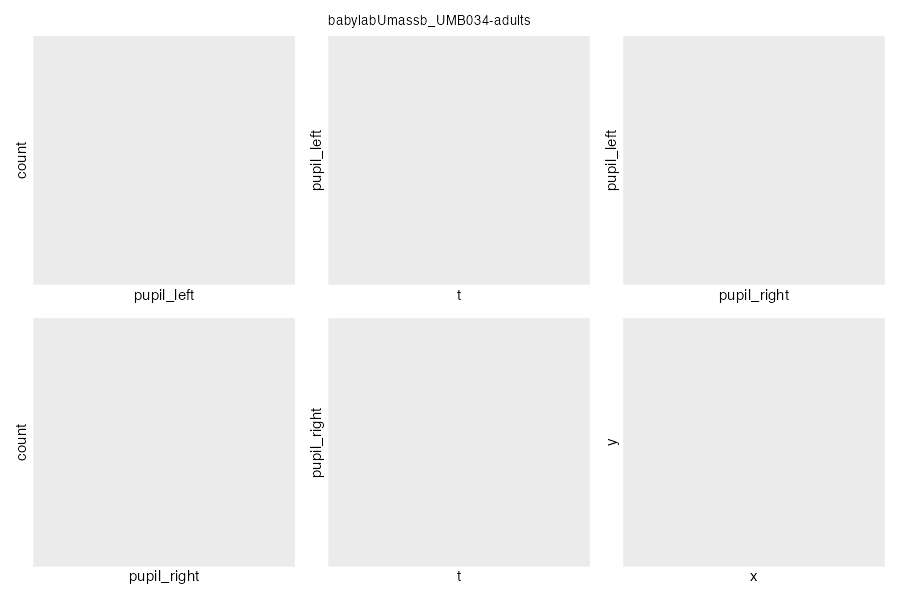 babylabUmassb_UMB034-adults
count
pupil_left
pupil_left
t
pupil_left
pupil_right
count
pupil_right
pupil_right
t
y
x